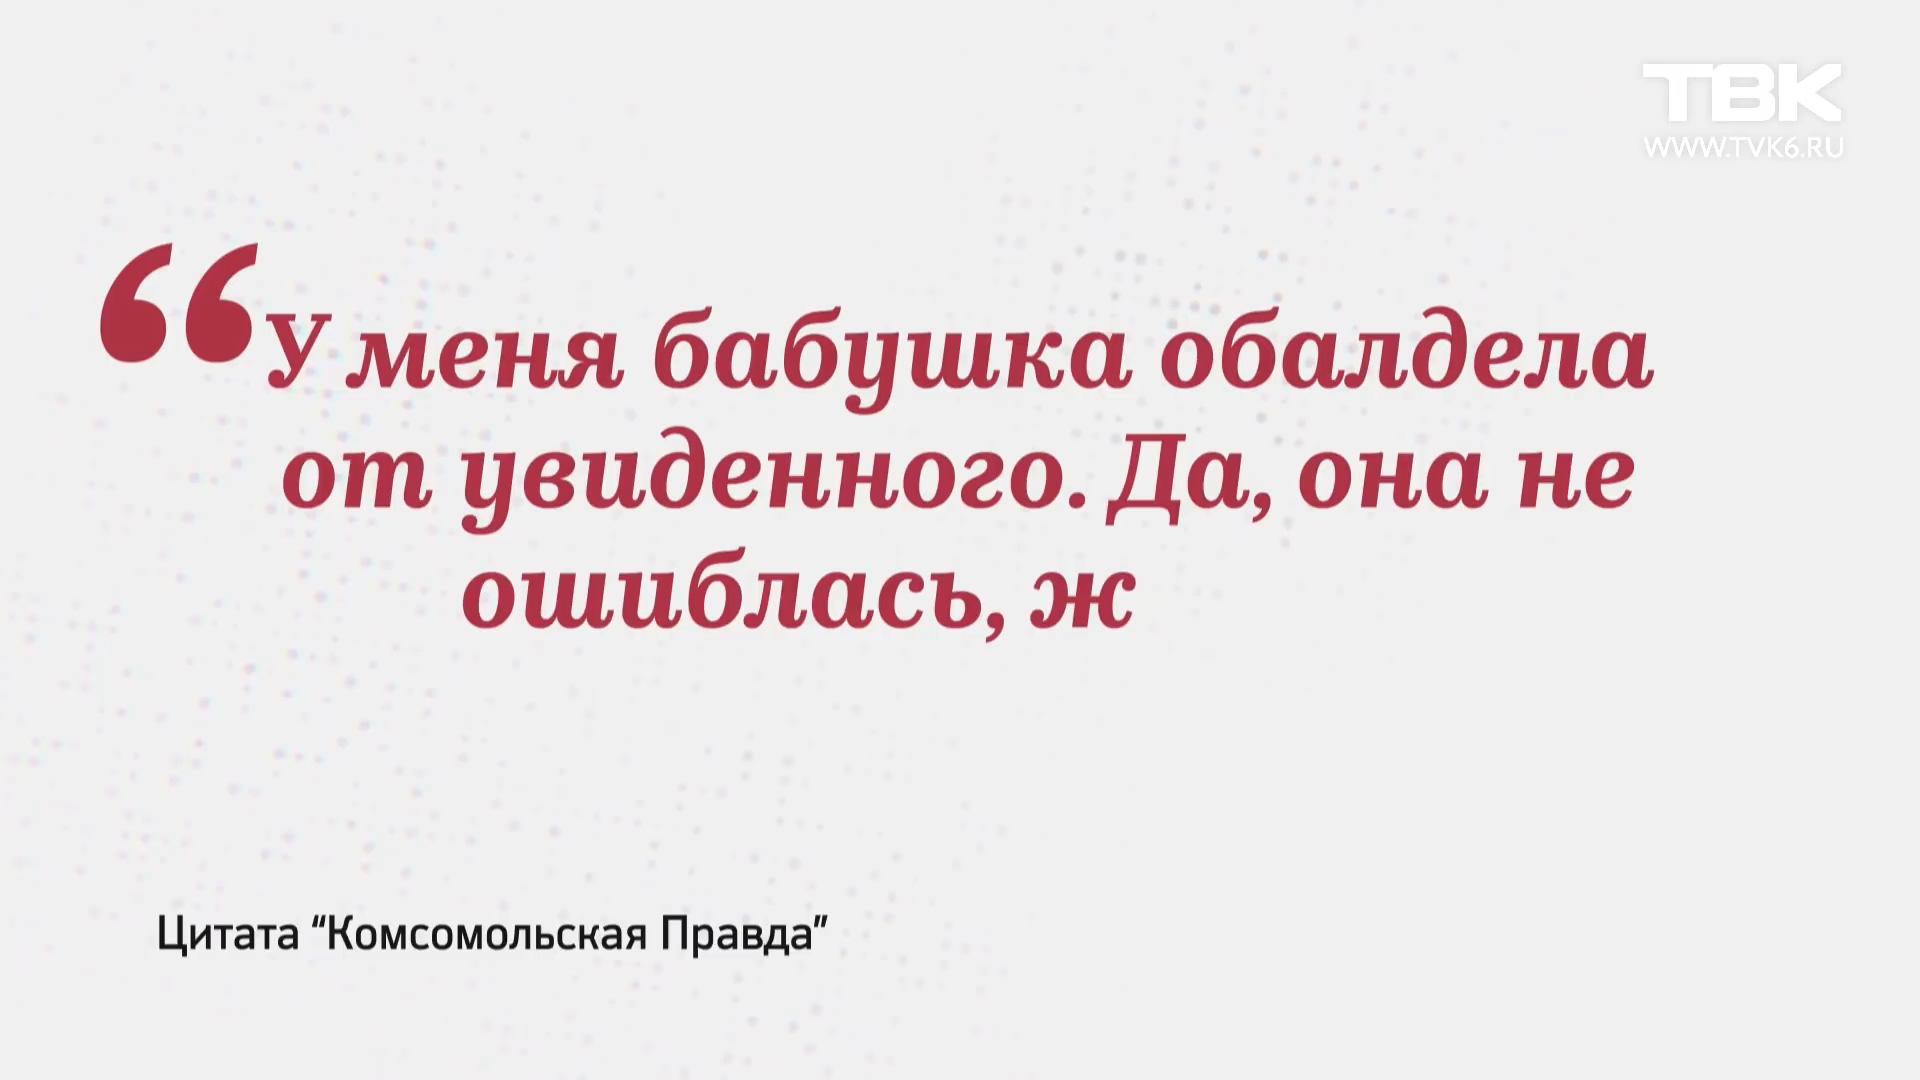 ТВК
WWW.TVK6.RU
“У меня бабушка обалдела
от увиденного. Да, она не
ошиблась, ж
Цитата “Комсомольская Правда”